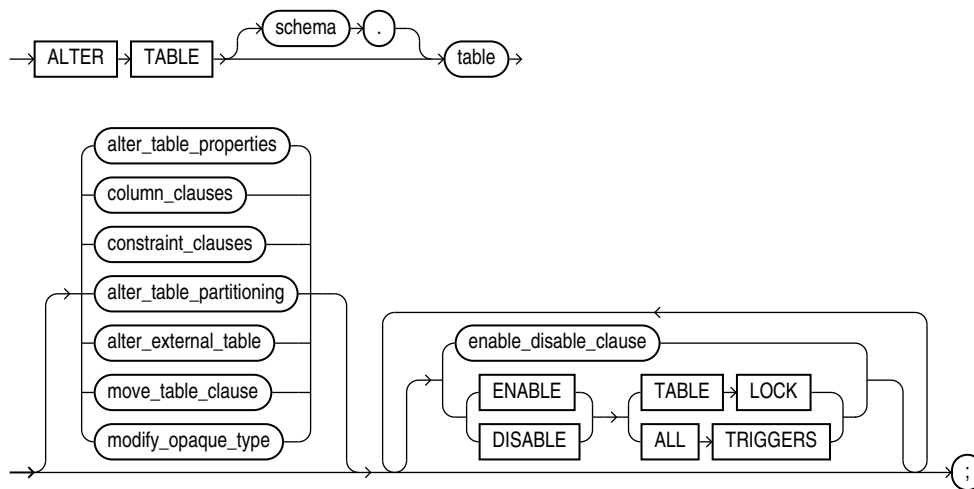 schema .
ALTER TABLE table
alter_table_properties
column_clauses
constraint_clauses
alter_table_partitioning
alter_external_table
move_table_clause
modify_opaque_type
enable_disable_clause
ENABLE TABLE LOCK
DISABLE ALL TRIGGERS
;